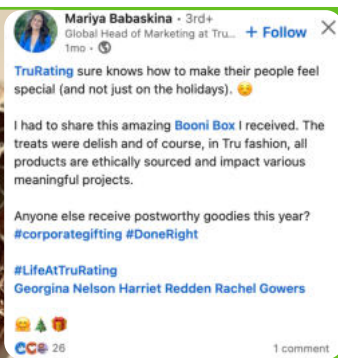 Mariya Babaskina • 3rd+
Global Head of Marketing at Tru...
+ Follow
1mo •
TruRating sure knows how to make their people feel
special (and not just on the holidays). ☺️
I had to share this amazing Booni Box I received. The
treats were delish and of course, in Tru fashion, all
products are ethically sourced and impact various
meaningful projects.
Anyone else receive postworthy goodies this year?
#corporategifting #DoneRight
#LifeAtTruRating
Georgina Nelson Harriet Redden Rachel Gowers
🤗🎄🎁
26
1 comment